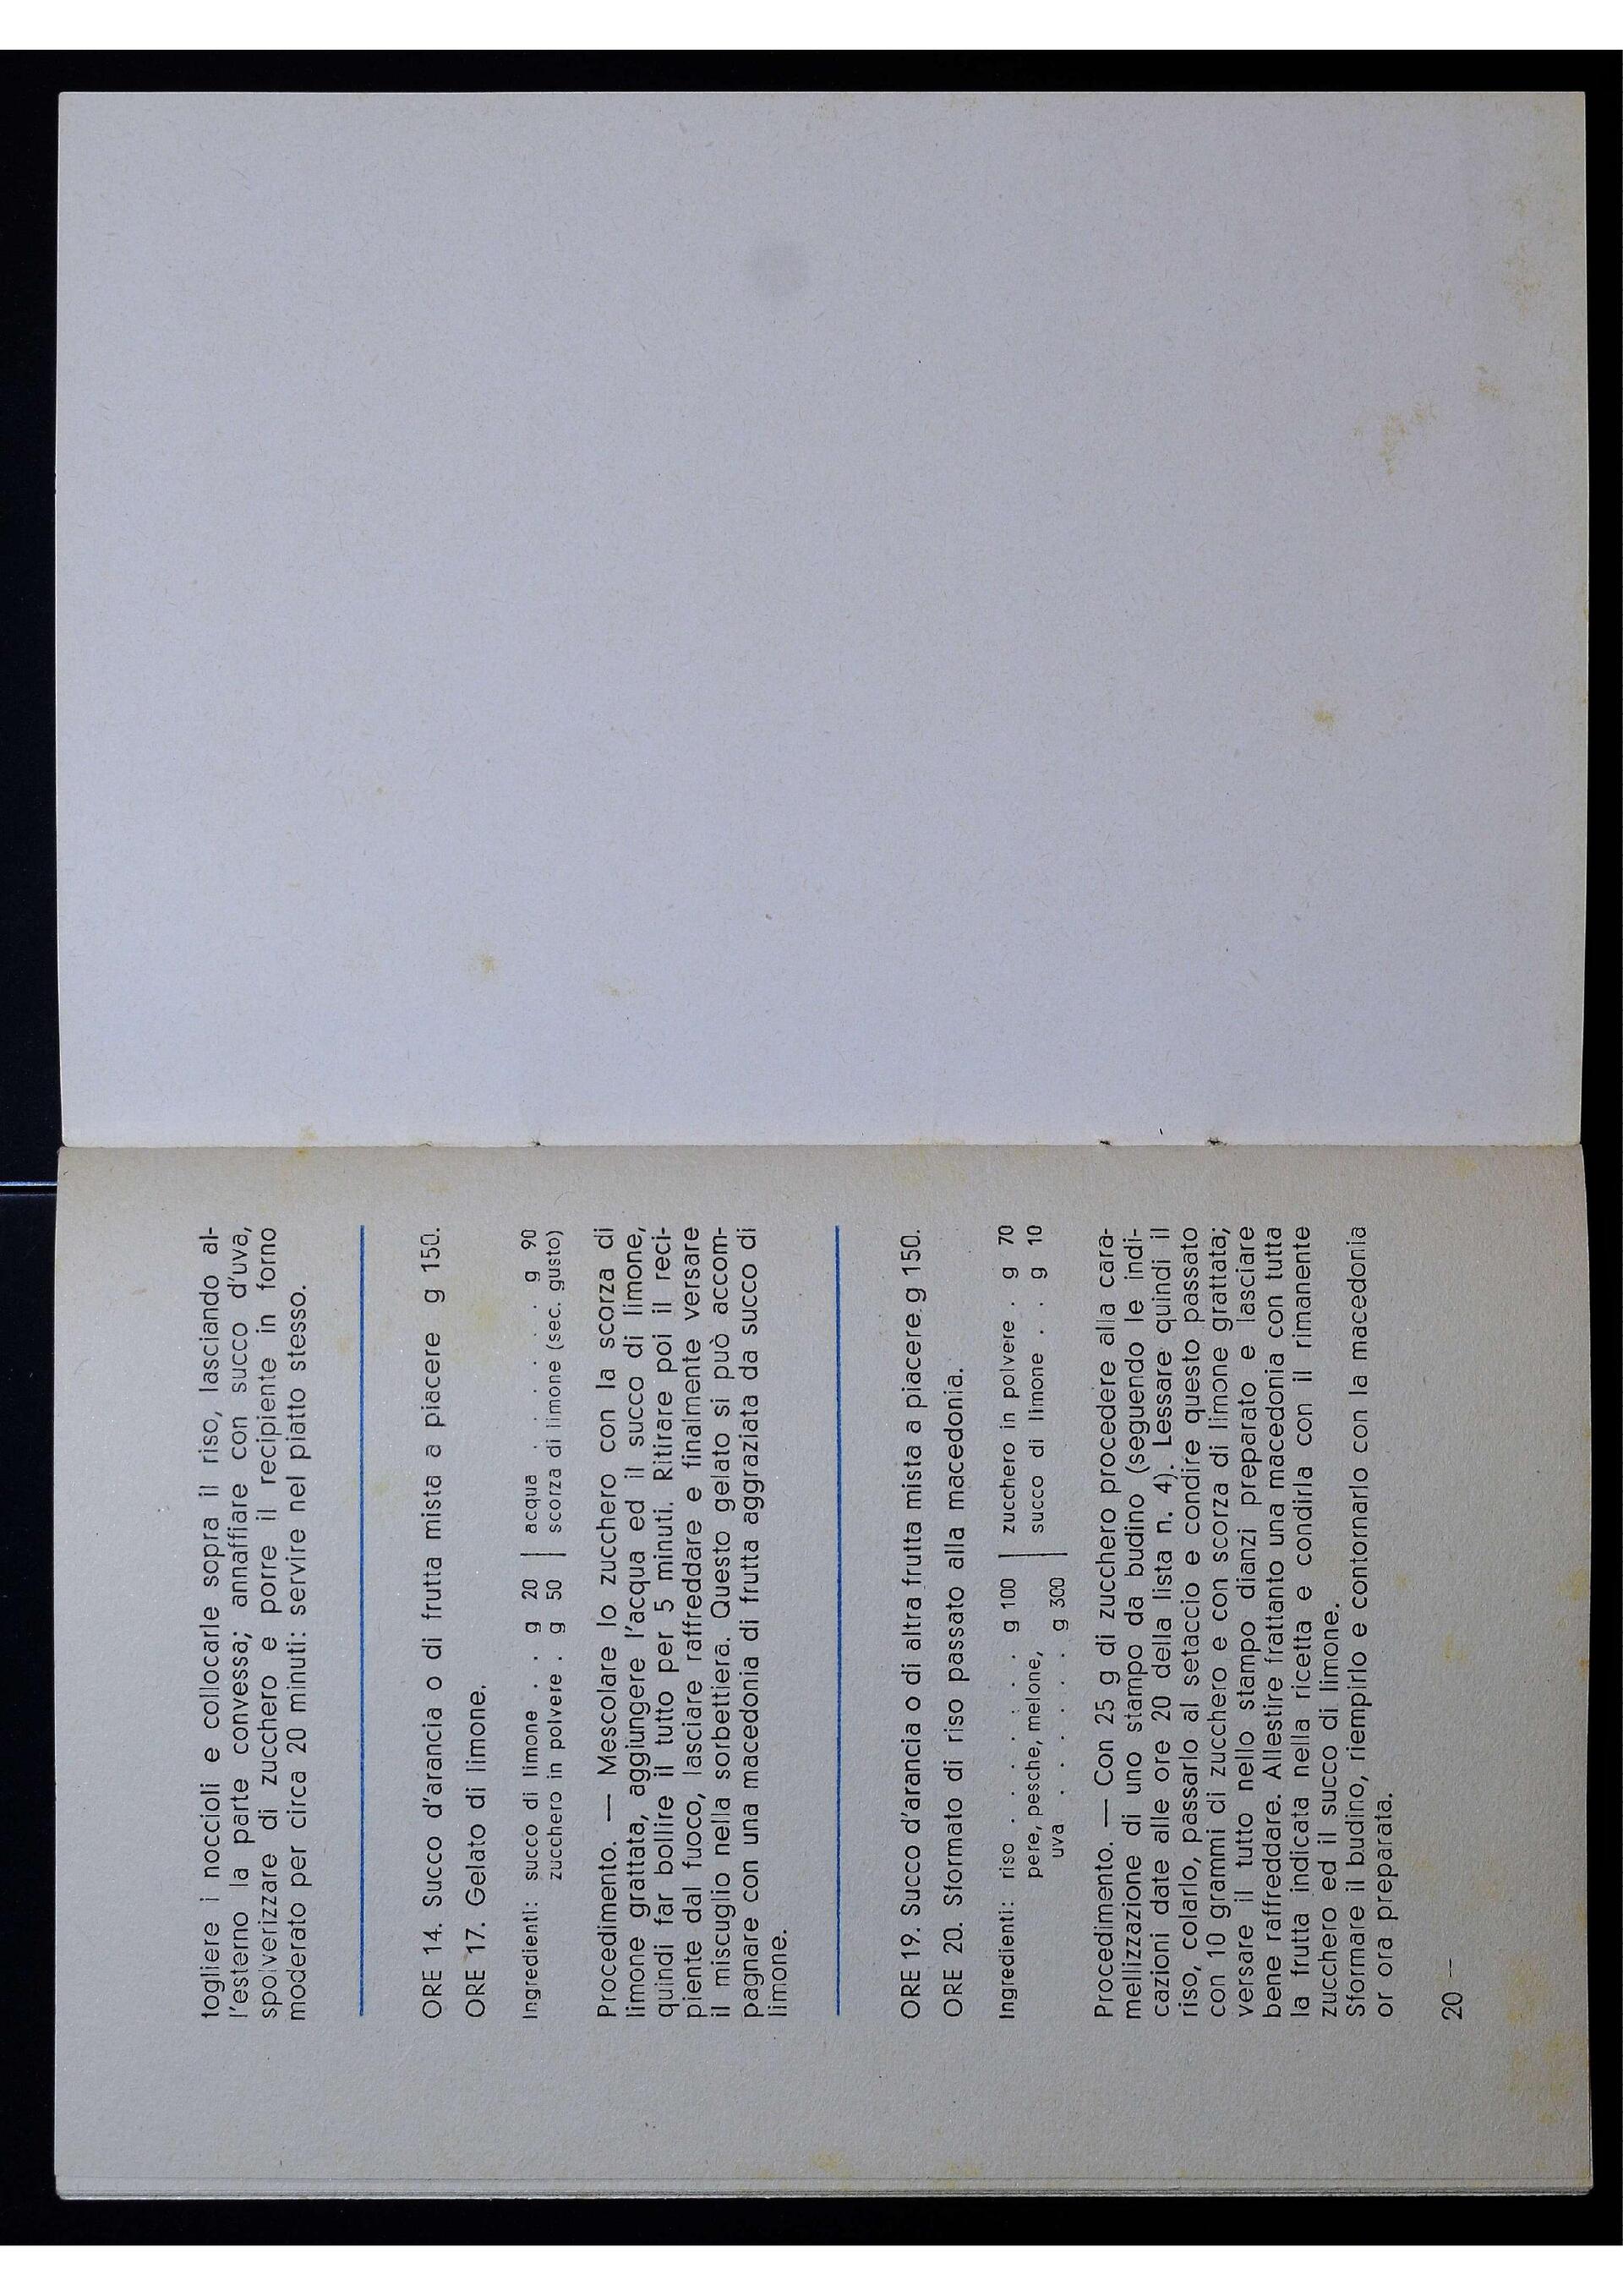 togliere i noccioli e collocarle sopra il riso, lasciando al-
l'esterno la parte convessa; annaffiare con succo d'uva,
spolverizzare di zucchero e porre il recipiente in forno
moderato per circa 20 minuti: servire nel piatto stesso.
ORE 14. Succo d'arancia o di frutta mista a piacere g 150.
ORE 17. Gelato di limone.
Ingredienti: succo di limone . . g 20 | acqua . . . . . . g 90
zucchero in polvere . g 50 | scorza di limone (sec. gusto)
Procedimento. — Mescolare lo zucchero con la scorza di
limone grattata, aggiungere l'acqua ed il succo di limone,
quindi far bollire il tutto per 5 minuti. Ritirare poi il reci-
piente dal fuoco, lasciare raffreddare e finalmente versare
il miscuglio nella sorbettiera. Questo gelato si può accom-
pagnare con una macedonia di frutta aggraziata da succo di
limone.
ORE 19. Succo d'arancia o di altra frutta mista a piacere g 150.
ORE 20. Sformato di riso passato alla macedonia.
Ingredienti: riso . . . . . . . g 100 | zucchero in polvere . g 70
pere, pesche, melone, | succo di limone . . g 10
uva . . . . . . g 300
Procedimento. — Con 25 g di zucchero procedere alla cara-
mellizzazione di uno stampo da budino (seguendo le indi-
cazioni date alle ore 20 della lista n. 4). Lessare quindi il
riso, colarlo, passarlo al setaccio e condire questo passato
con 10 grammi di zucchero e con scorza di limone grattata;
versare il tutto nello stampo dianzi preparato e lasciare
bene raffreddare. Allestire frattanto una macedonia con tutta
la frutta indicata nella ricetta e condirla con il rimanente
zucchero ed il succo di limone.
Sformare il budino, riempirlo e contornarlo con la macedonia
or ora preparata.
20 —